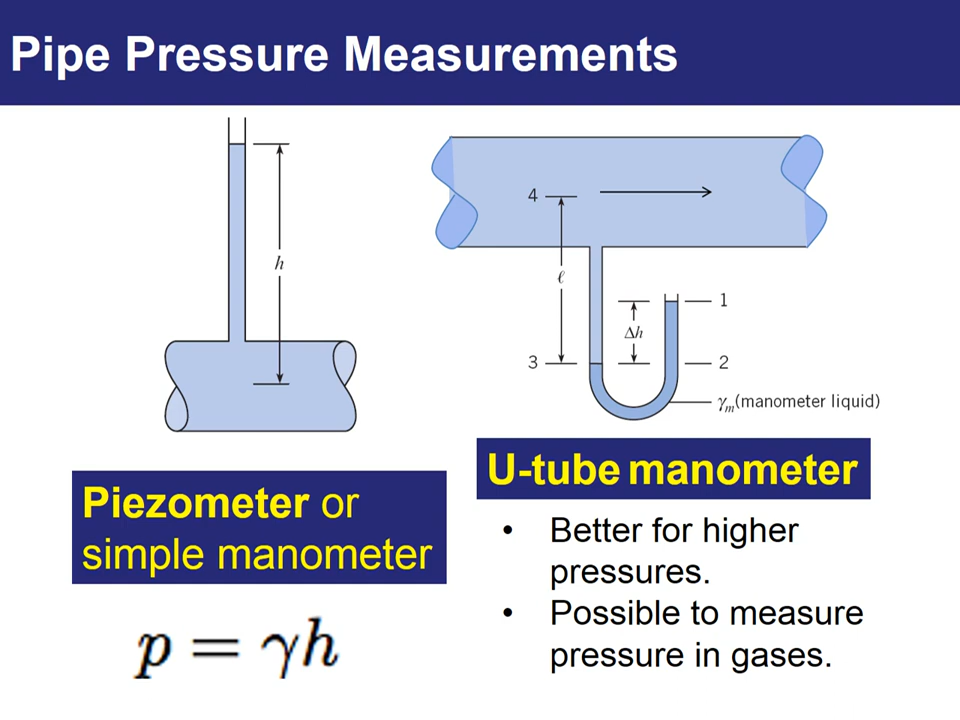 Pipe Pressure Measurements
h
4
ℓ
3
Δh
1
2
γm(manometer liquid)
Piezometer or
simple manometer
p = γh
U-tube manometer
• Better for higher
pressures.
• Possible to measure
pressure in gases.